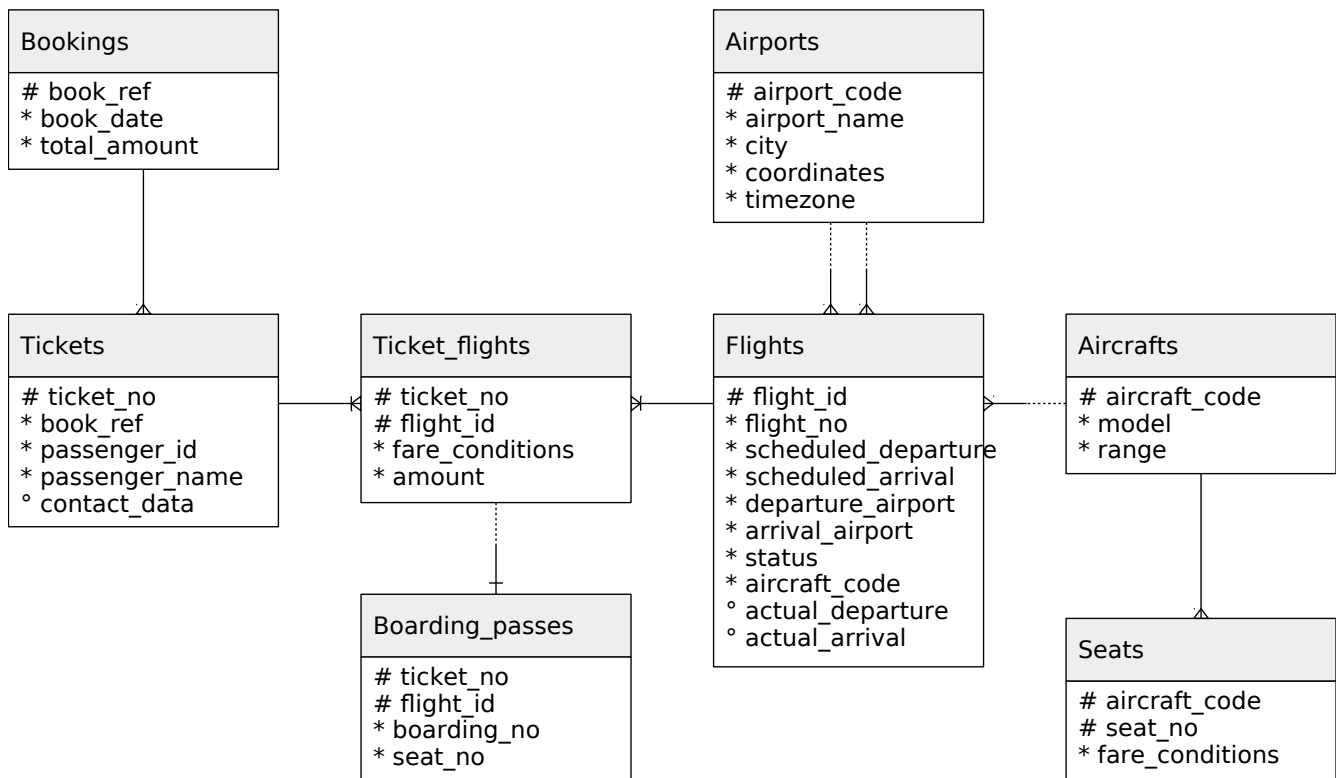 Bookings
# book_ref
* book_date
* total_amount
Airports
# airport_code
* airport_name
* city
* coordinates
* timezone
Tickets
# ticket_no
* book_ref
* passenger_id
* passenger_name
° contact_data
Ticket_flights
# ticket_no
# flight_id
* fare_conditions
* amount
Flights
# flight_id
* flight_no
* scheduled_departure
* scheduled_arrival
* departure_airport
* arrival_airport
* status
* aircraft_code
° actual_departure
° actual_arrival
Aircrafts
# aircraft_code
* model
* range
Boarding_passes
# ticket_no
# flight_id
* boarding_no
* seat_no
Seats
# aircraft_code
# seat_no
* fare_conditions